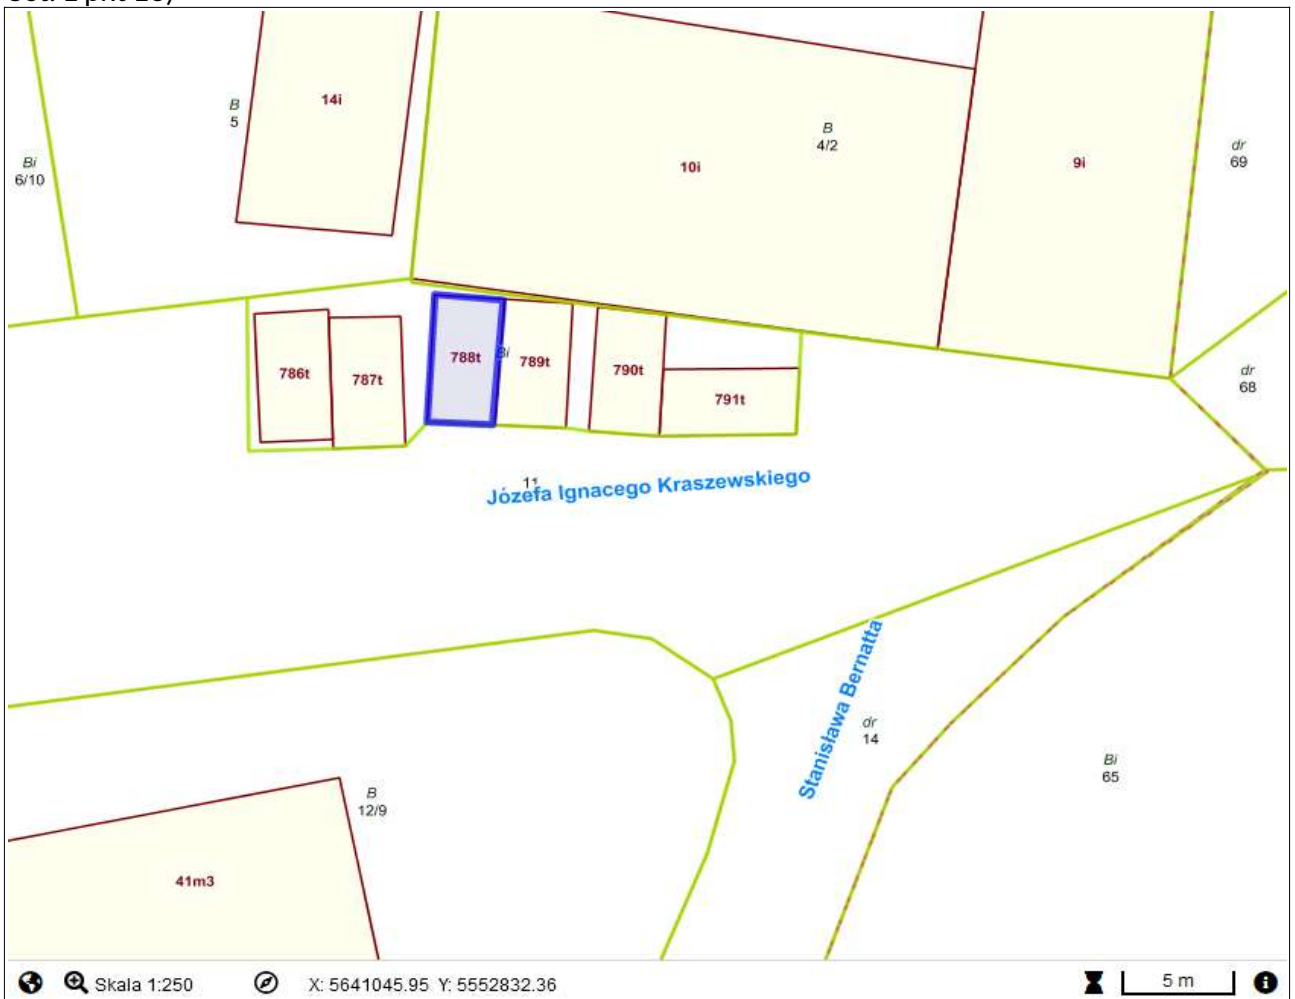 14i
B
5
B
4/2
dr
69
Bi
6/10
10i
9i
788t
Bi
789t
786t
787t
790t
791t
dr
68
11
Józefa Ignacego Kraszewskiego
Stanisława Bernatta
dr
14
Bi
65
B
12/9
41m3
Skala 1:250
X: 5641045.95 Y: 5552832.36
5 m